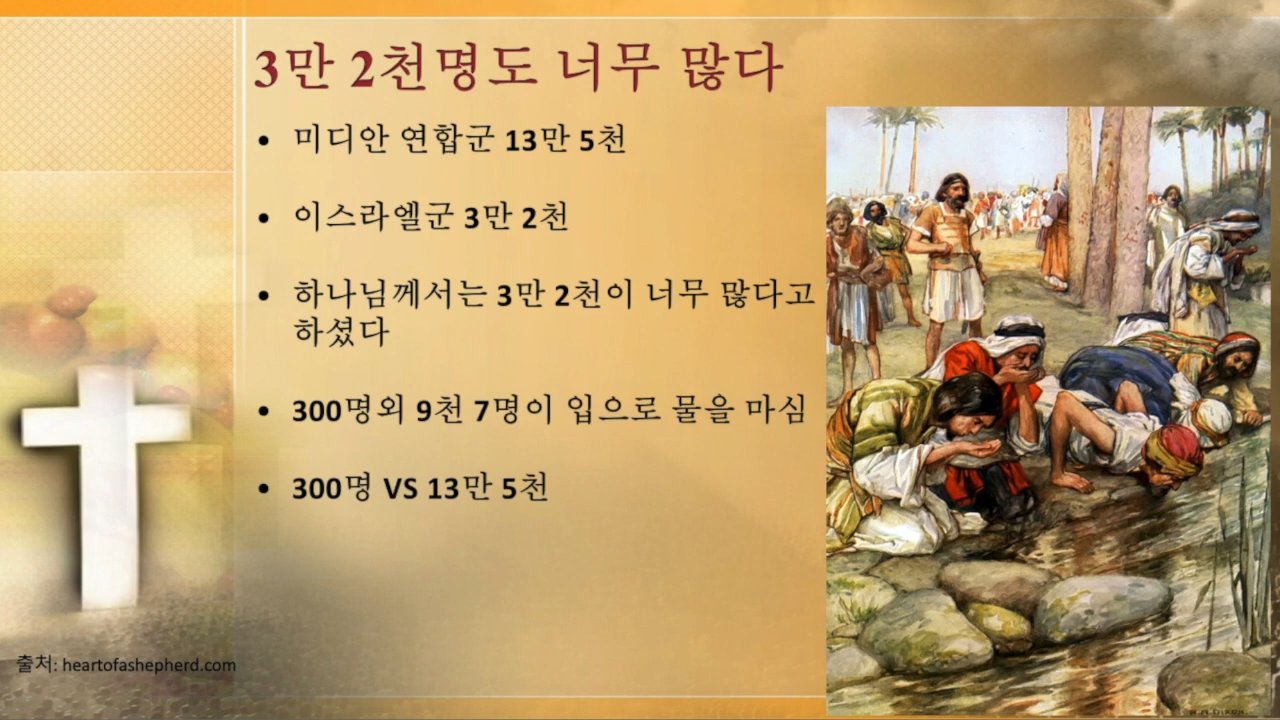 3만 2천명도 너무 많다
• 미디안 연합군 13만 5천
• 이스라엘군 3만 2천
• 하나님께서는 3만 2천이 너무 많다고
하셨다
• 300명외 9천 7명이 입으로 물을 마심
• 300명 VS 13만 5천
출처: heartofashepherd.com